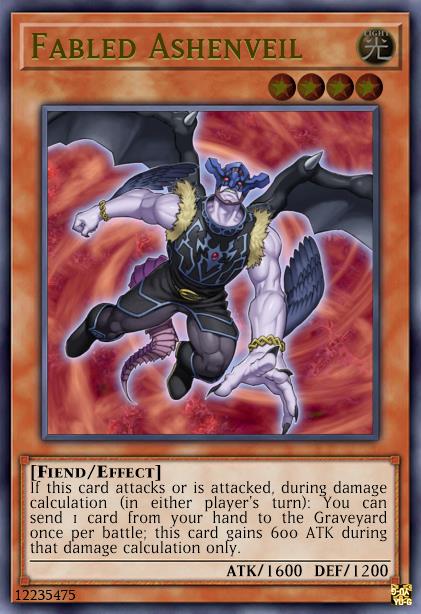 Fabled Ashenveil
LIGHT
光
[Fiend/Effect]
If this card attacks or is attacked, during damage
calculation (in either player's turn): You can
send 1 card from your hand to the Graveyard
once per battle; this card gains 600 ATK during
that damage calculation only.
ATK/1600 DEF/1200
12235475